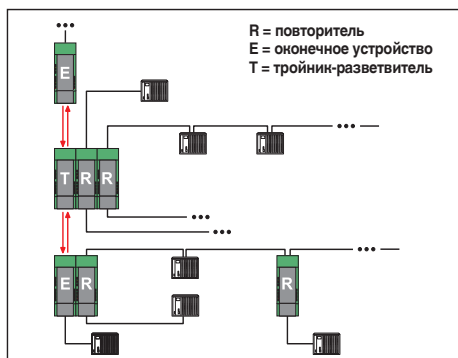 R = повторитель
E = оконечное устройство
T = тройник-разветвитель
E
T R R
E R
R